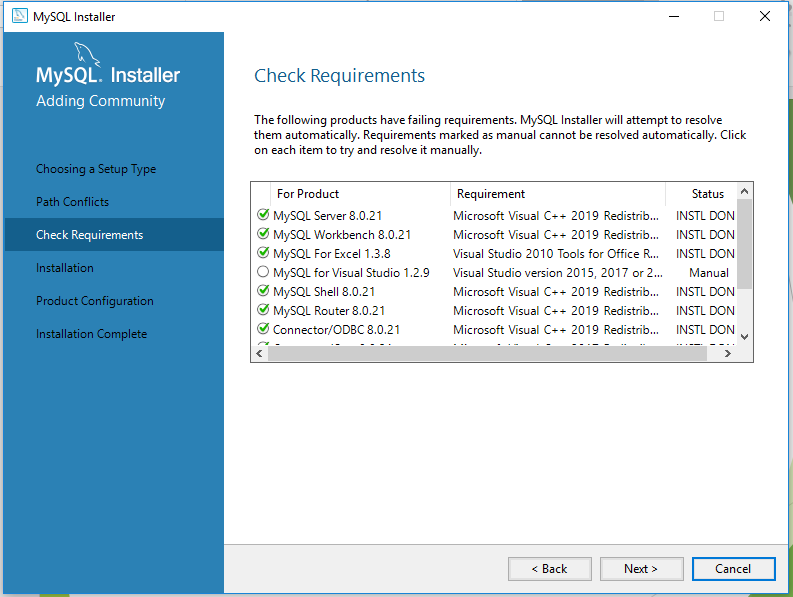 MySQL Installer
MySQL. Installer
Adding Community
Choosing a Setup Type
Path Conflicts
Check Requirements
Installation
Product Configuration
Installation Complete
Check Requirements
The following products have failing requirements. MySQL Installer will attempt to resolve
them automatically. Requirements marked as manual cannot be resolved automatically. Click
on each item to try and resolve it manually.
For Product Requirement Status
MySQL Server 8.0.21 Microsoft Visual C++ 2019 Redistrib... INSTL DON
MySQL Workbench 8.0.21 Microsoft Visual C++ 2019 Redistrib... INSTL DON
MySQL For Excel 1.3.8 Visual Studio 2010 Tools for Office R... INSTL DON
MySQL for Visual Studio 1.2.9 Visual Studio version 2015, 2017 or 2... Manual
MySQL Shell 8.0.21 Microsoft Visual C++ 2019 Redistrib... INSTL DON
MySQL Router 8.0.21 Microsoft Visual C++ 2019 Redistrib... INSTL DON
Connector/ODBC 8.0.21 Microsoft Visual C++ 2019 Redistrib... INSTL DON
< Back Next > Cancel